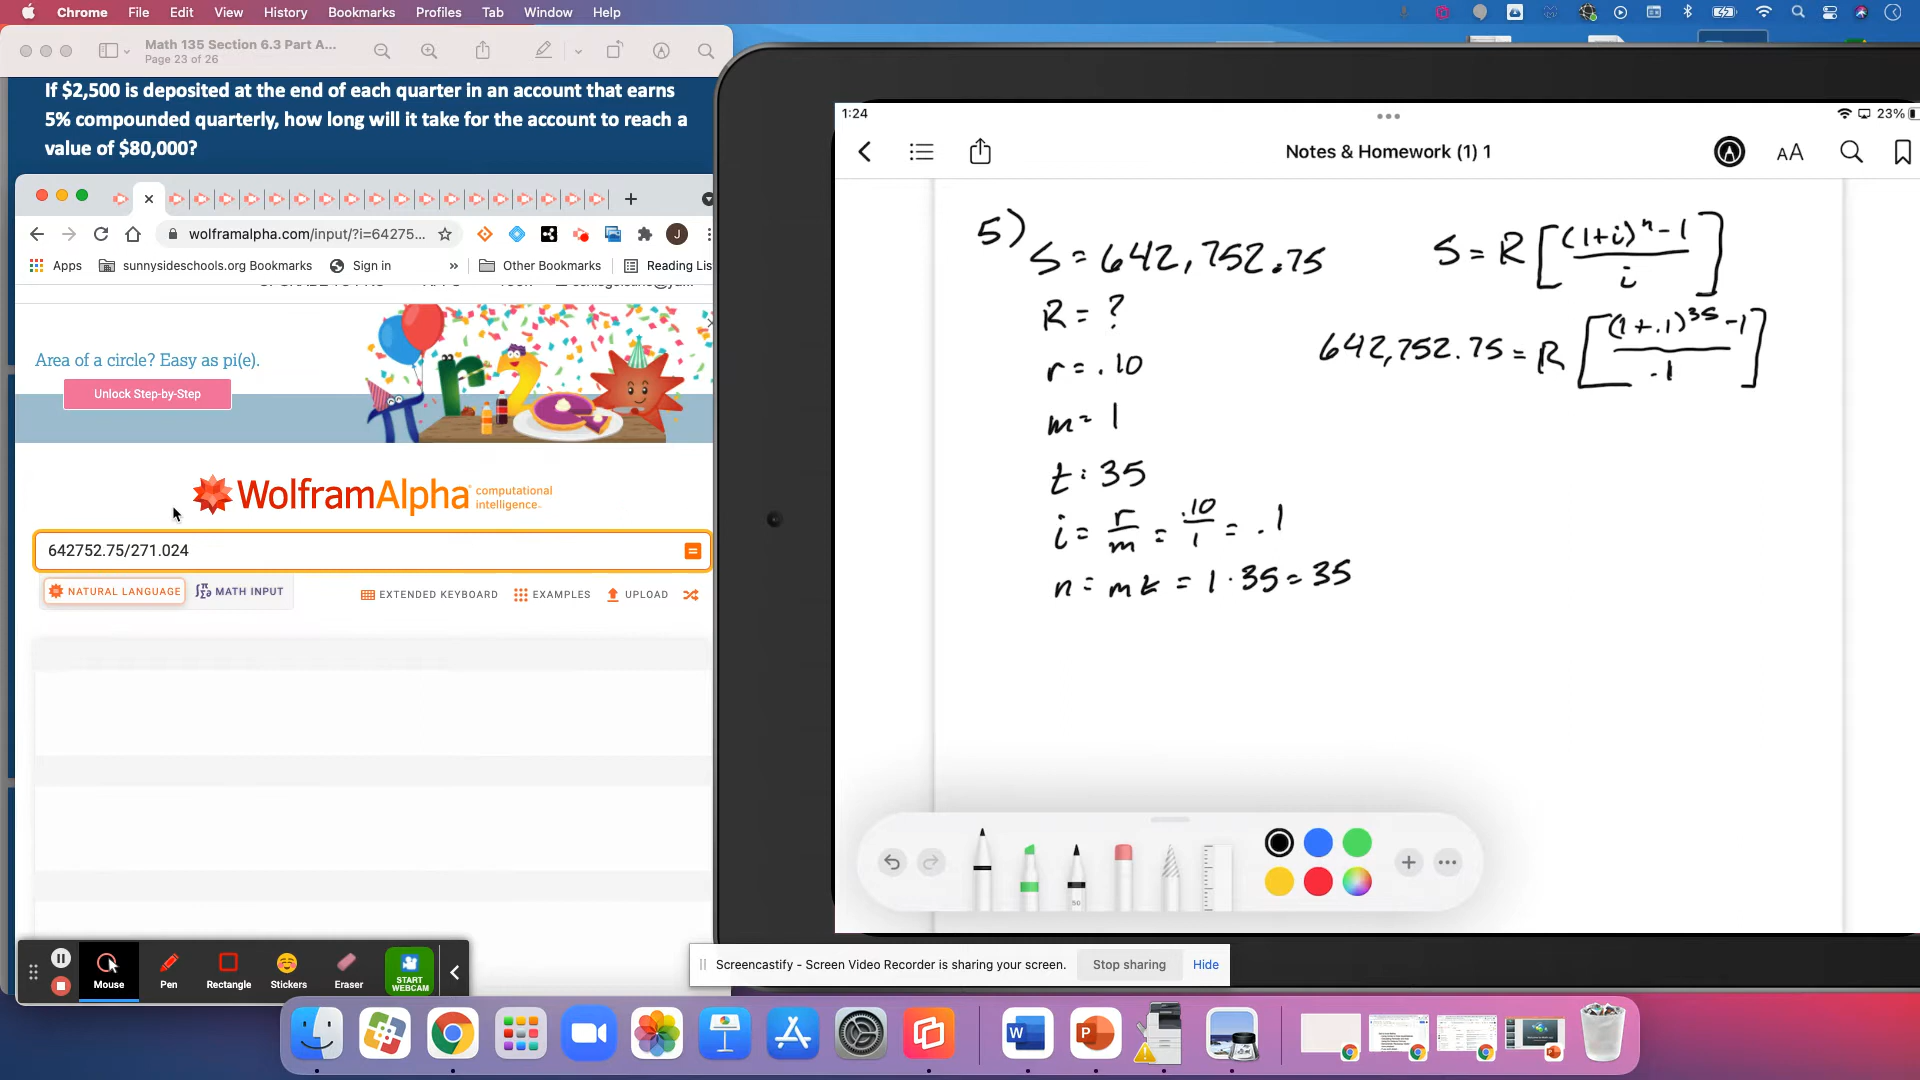 Chrome File Edit View History Bookmarks Profiles Tab Window Help
Math 135 Section 6.3 Part A...
Page 23 of 26
If $2,500 is deposited at the end of each quarter in an account that earns
5% compounded quarterly, how long will it take for the account to reach a
value of $80,000?
wolframalpha.com/input/?i=64275...
J
Apps sunnysideschools.org Bookmarks Sign in » Other Bookmarks Reading Lis
Area of a circle? Easy as pi(e).
Unlock Step-by-Step
WolframAlpha computational intelligence.
642752.75/271.024
NATURAL LANGUAGE MATH INPUT EXTENDED KEYBOARD EXAMPLES UPLOAD
Mouse Pen Rectangle Stickers Eraser START WEBCAM
1:24 23%
Notes & Homework (1) 1
AA
5)
S = 642,752.75
R = ?
r = .10
m = 1
t = 35
i = r/m = .10/1 = .1
n = mt = 1 · 35 = 35
S = R [ (1+i)^n - 1 / i ]
642,752.75 = R [ (1+.1)^35 - 1 / .1 ]
50
Screencastify - Screen Video Recorder is sharing your screen. Stop sharing Hide